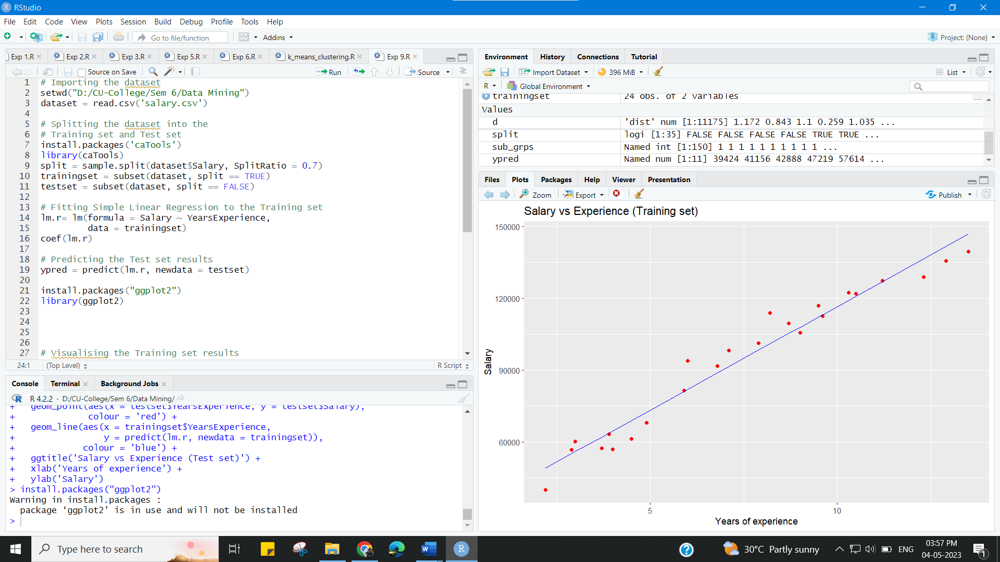 RStudio
File Edit Code View Plots Session Build Debug Profile Tools Help
Go to file/function Addins Project: (None)
Exp 1.R Exp 2.R Exp 3.R Exp 5.R Exp 6.R k_means_clustering.R Exp 9.R
Source on Save Run Source
1 # Importing the dataset
2 setwd("D:/CU-College/Sem 6/Data Mining")
3 dataset = read.csv('salary.csv')
4
5 # Splitting the dataset into the
6 # Training set and Test set
7 install.packages('caTools')
8 library(caTools)
9 split = sample.split(dataset$Salary, SplitRatio = 0.7)
10 trainingset = subset(dataset, split == TRUE)
11 testset = subset(dataset, split == FALSE)
12
13 # Fitting Simple Linear Regression to the Training set
14 lm.r= lm(formula = Salary ~ YearsExperience,
15 data = trainingset)
16 coef(lm.r)
17
18 # Predicting the Test set results
19 ypred = predict(lm.r, newdata = testset)
20
21 install.packages("ggplot2")
22 library(ggplot2)
23
24
25
26
27 # Visualising the Training set results
24:1 (Top Level) R Script
Console Terminal Background Jobs
R 4.2.2 · D:/CU-College/Sem 6/Data Mining/
+ geom_point(aes(x = testset$YearsExperience, y = testset$Salary),
+ colour = 'red') +
+ geom_line(aes(x = trainingset$YearsExperience,
+ y = predict(lm.r, newdata = trainingset)),
+ colour = 'blue') +
+ ggtitle('Salary vs Experience (Test set)') +
+ xlab('Years of experience') +
+ ylab('Salary')
> install.packages("ggplot2")
Warning in install.packages :
package ‘ggplot2’ is in use and will not be installed
>
Environment History Connections Tutorial
Import Dataset 396 MiB List
R Global Environment
trainingset 24 obs. of 2 variables
Values
d 'dist' num [1:11175] 1.172 0.843 1.1 0.259 1.035 ...
split logi [1:35] FALSE FALSE FALSE FALSE TRUE TRUE ...
sub_grps Named int [1:150] 1 1 1 1 1 1 1 1 1 1 ...
ypred Named num [1:11] 39424 41156 42888 47219 57614 ...
Files Plots Packages Help Viewer Presentation
Zoom Export Publish
Salary vs Experience (Training set)
150000
120000
90000
60000
Salary
5 10
Years of experience
Type here to search
30°C Partly sunny
ENG
03:57 PM
04-05-2023
1